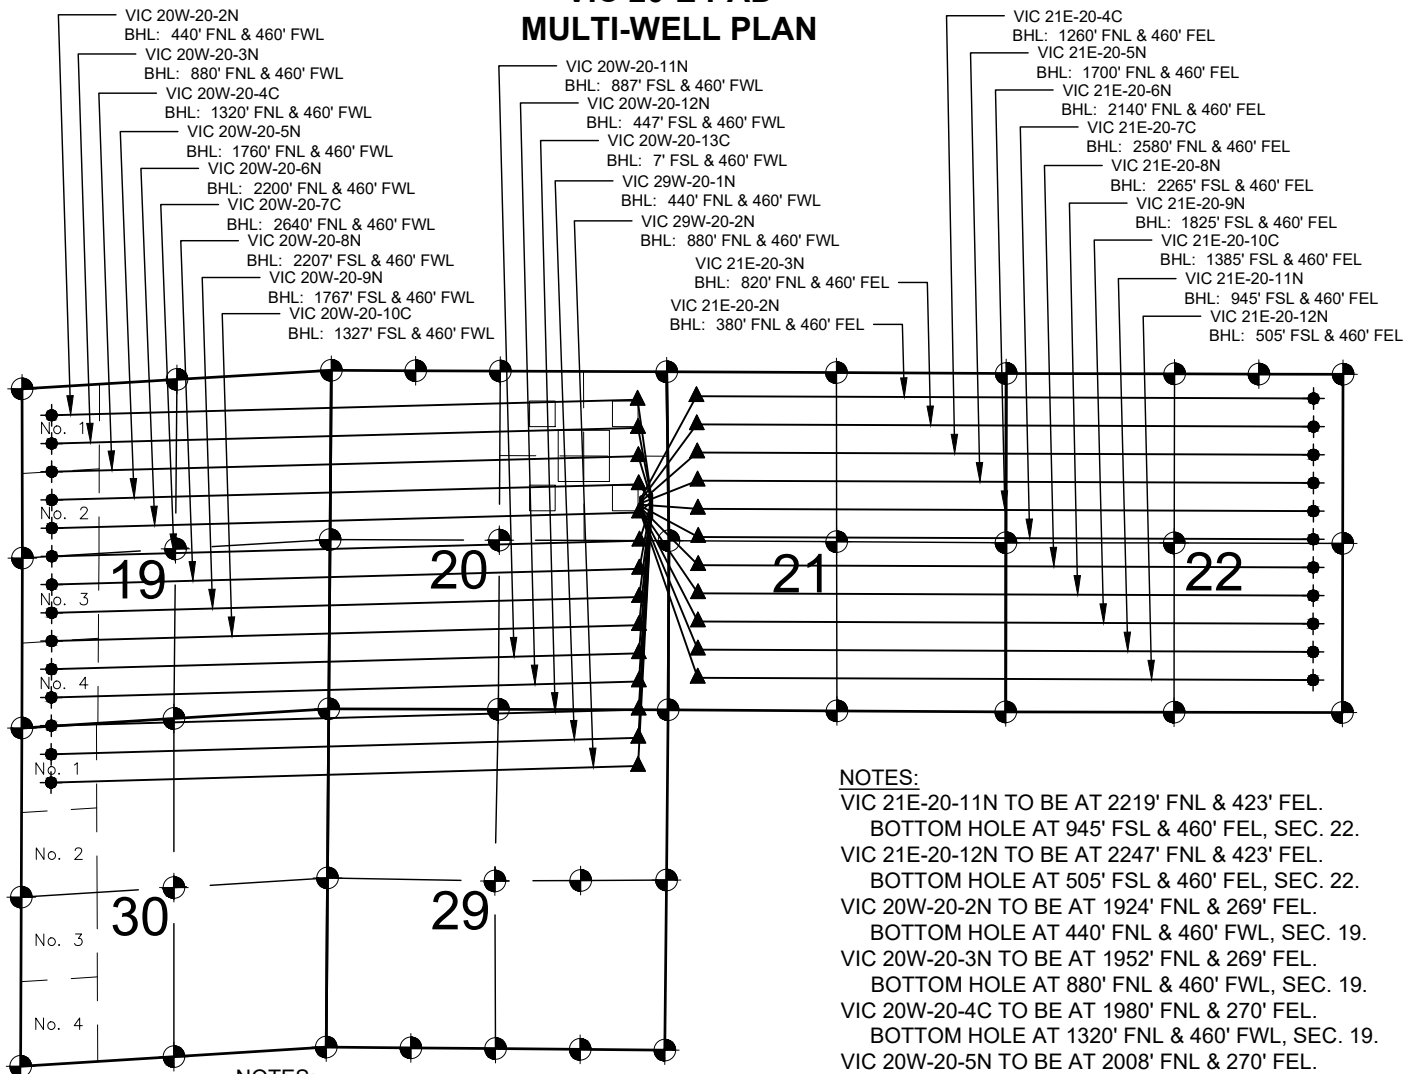 MULTI-WELL PLAN
VIC 20W-20-2N
BHL: 440' FNL & 460' FWL
VIC 20W-20-3N
BHL: 880' FNL & 460' FWL
VIC 20W-20-4C
BHL: 1320' FNL & 460' FWL
VIC 20W-20-5N
BHL: 1760' FNL & 460' FWL
VIC 20W-20-6N
BHL: 2200' FNL & 460' FWL
VIC 20W-20-7C
BHL: 2640' FNL & 460' FWL
VIC 20W-20-8N
BHL: 2207' FSL & 460' FWL
VIC 20W-20-9N
BHL: 1767' FSL & 460' FWL
VIC 20W-20-10C
BHL: 1327' FSL & 460' FWL
VIC 20W-20-11N
BHL: 887' FSL & 460' FWL
VIC 20W-20-12N
BHL: 447' FSL & 460' FWL
VIC 20W-20-13C
BHL: 7' FSL & 460' FWL
VIC 29W-20-1N
BHL: 440' FNL & 460' FWL
VIC 29W-20-2N
BHL: 880' FNL & 460' FWL
VIC 21E-20-3N
BHL: 820' FNL & 460' FEL
VIC 21E-20-2N
BHL: 380' FNL & 460' FEL
VIC 21E-20-4C
BHL: 1260' FNL & 460' FEL
VIC 21E-20-5N
BHL: 1700' FNL & 460' FEL
VIC 21E-20-6N
BHL: 2140' FNL & 460' FEL
VIC 21E-20-7C
BHL: 2580' FNL & 460' FEL
VIC 21E-20-8N
BHL: 2265' FSL & 460' FEL
VIC 21E-20-9N
BHL: 1825' FSL & 460' FEL
VIC 21E-20-10C
BHL: 1385' FSL & 460' FEL
VIC 21E-20-11N
BHL: 945' FSL & 460' FEL
VIC 21E-20-12N
BHL: 505' FSL & 460' FEL
No. 1
No. 2
19
20
21
22
No. 3
No. 4
No. 1
No. 2
30
29
No. 3
No. 4
NOTES:
VIC 21E-20-11N TO BE AT 2219' FNL & 423' FEL.
BOTTOM HOLE AT 945' FSL & 460' FEL, SEC. 22.
VIC 21E-20-12N TO BE AT 2247' FNL & 423' FEL.
BOTTOM HOLE AT 505' FSL & 460' FEL, SEC. 22.
VIC 20W-20-2N TO BE AT 1924' FNL & 269' FEL.
BOTTOM HOLE AT 440' FNL & 460' FWL, SEC. 19.
VIC 20W-20-3N TO BE AT 1952' FNL & 269' FEL.
BOTTOM HOLE AT 880' FNL & 460' FWL, SEC. 19.
VIC 20W-20-4C TO BE AT 1980' FNL & 270' FEL.
BOTTOM HOLE AT 1320' FNL & 460' FWL, SEC. 19.
VIC 20W-20-5N TO BE AT 2008' FNL & 270' FEL.